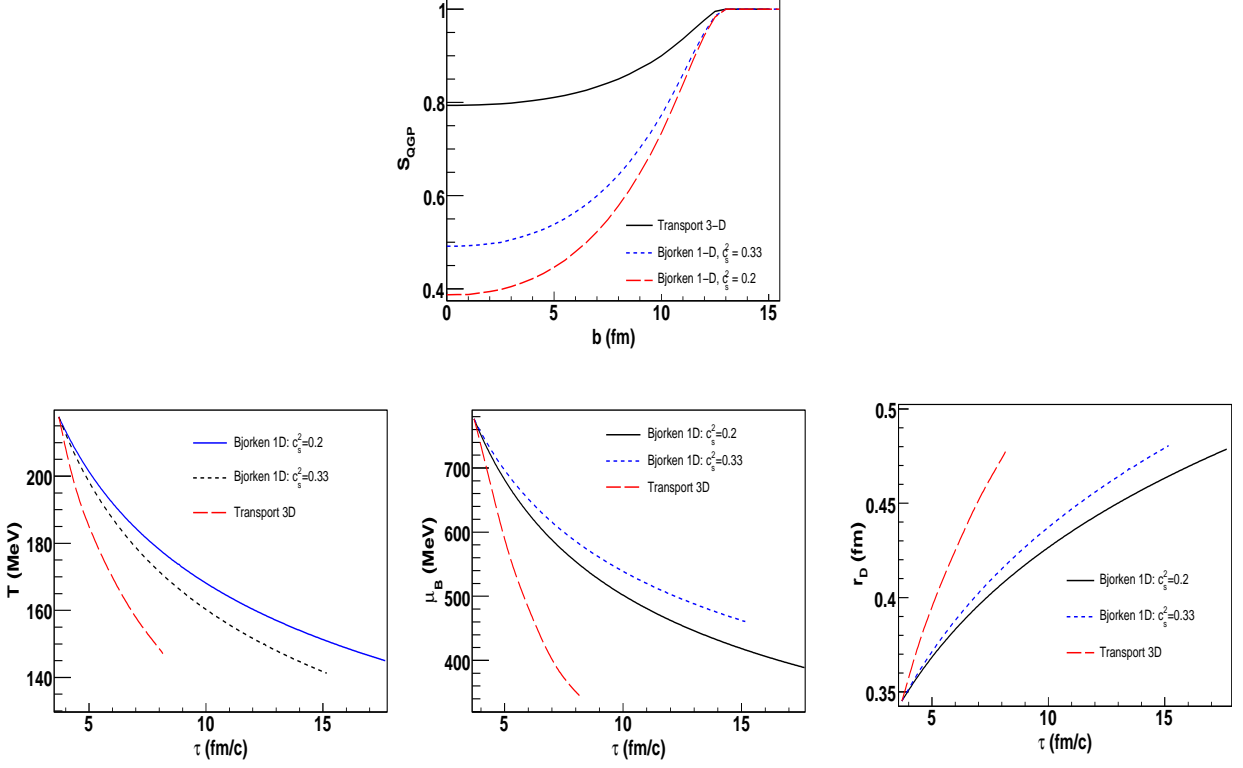 1
0.8
0.6
0.4
S_QGP
Transport 3-D
Bjorken 1-D, c_s^2 = 0.33
Bjorken 1-D, c_s^2 = 0.2
0 5 10 15
b (fm)
200
180
160
140
T (MeV)
Bjorken 1D: c_s^2=0.2
Bjorken 1D: c_s^2=0.33
Transport 3D
5 10 15
τ (fm/c)
700
600
500
400
μ_B (MeV)
Bjorken 1D: c_s^2=0.2
Bjorken 1D: c_s^2=0.33
Transport 3D
5 10 15
τ (fm/c)
0.5
0.45
0.4
0.35
r_D (fm)
Bjorken 1D: c_s^2=0.2
Bjorken 1D: c_s^2=0.33
Transport 3D
5 10 15
τ (fm/c)